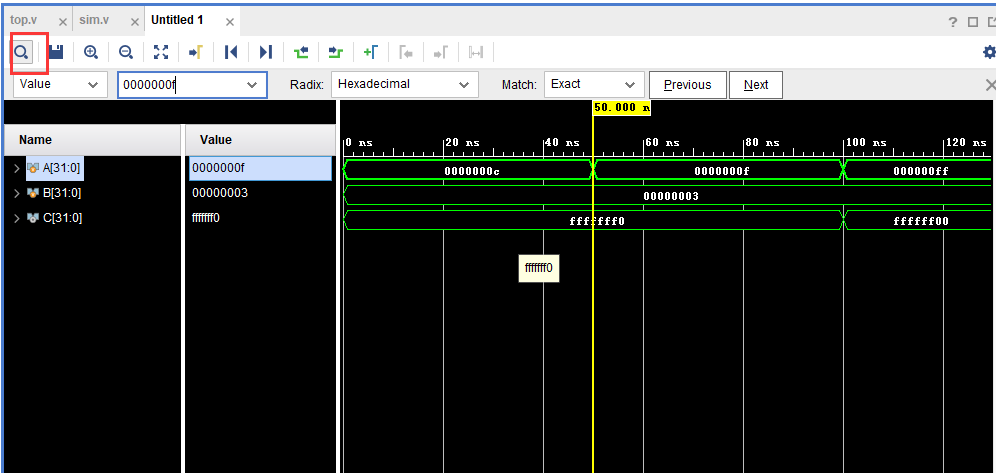 top.v sim.v Untitled 1
Value 0000000f Radix: Hexadecimal Match: Exact Previous Next
50.000 n
Name Value
0 ns 20 ns 40 ns 60 ns 80 ns 100 ns 120 ns
A[31:0] 0000000f 0000000c 0000000f 000000ff
B[31:0] 00000003 00000003
C[31:0] fffffff0 fffffff0 ffffff00
fffffff0